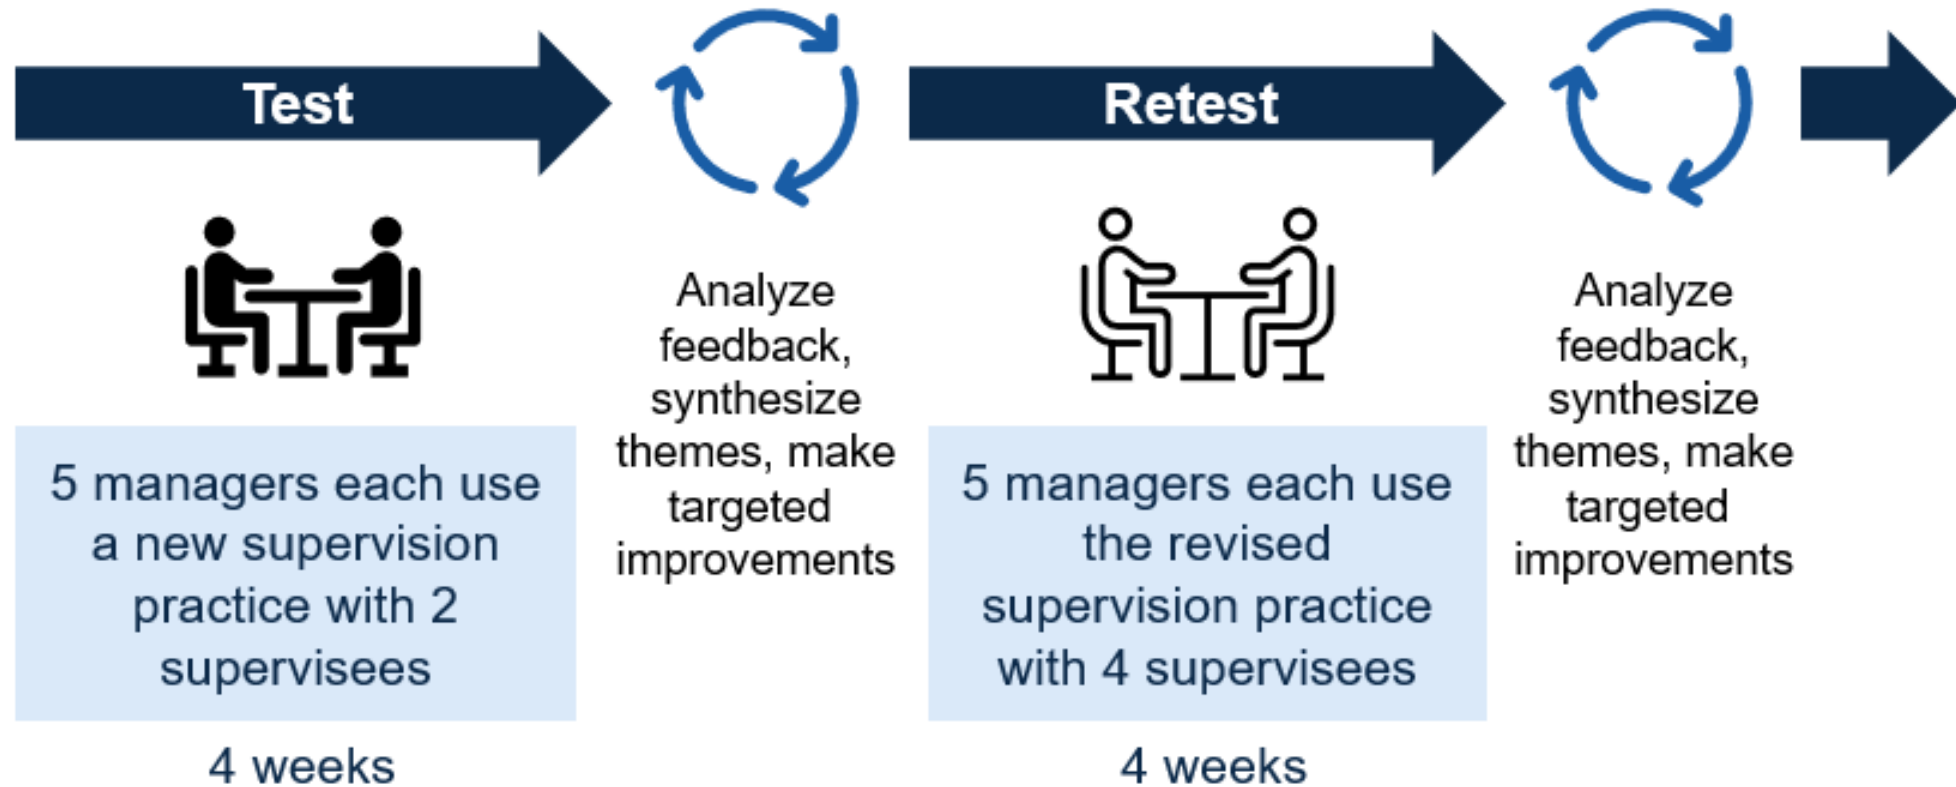 Test
Retest
5 managers each use
a new supervision
practice with 2
supervisees
4 weeks
Analyze
feedback,
synthesize
themes, make
targeted
improvements
5 managers each use
the revised
supervision practice
with 4 supervisees
4 weeks
Analyze
feedback,
synthesize
themes, make
targeted
improvements